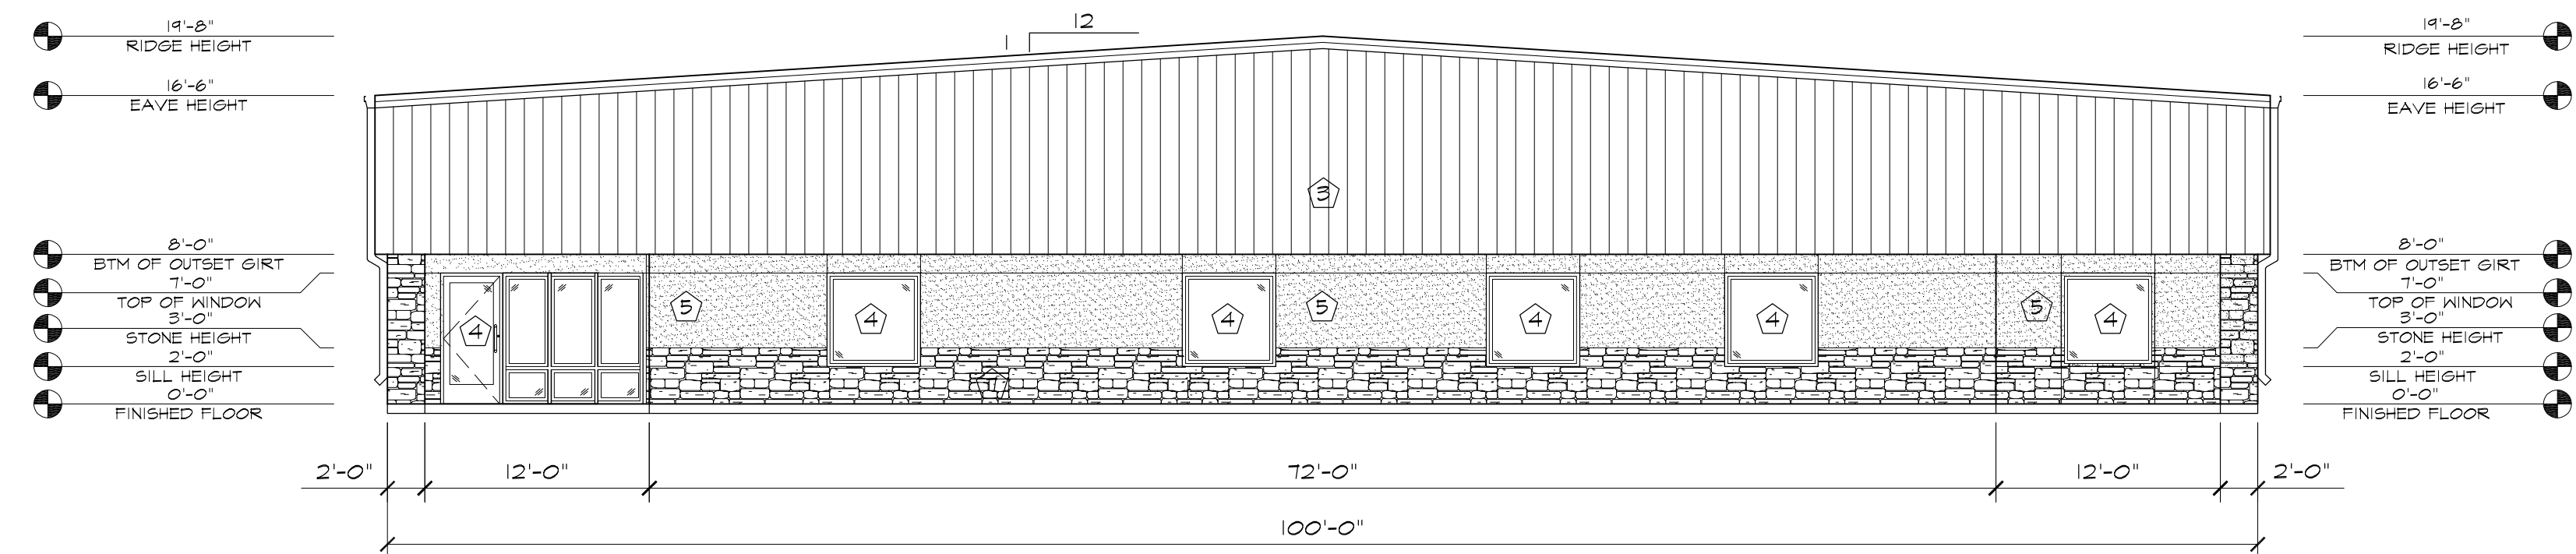 19'-8"
RIDGE HEIGHT
16'-6"
EAVE HEIGHT
8'-0"
BTM OF OUTSET GIRT
7'-0"
TOP OF WINDOW
3'-0"
STONE HEIGHT
2'-0"
SILL HEIGHT
0'-0"
FINISHED FLOOR
12
1
3
4
5
4
4
5
4
4
5
4
19'-8"
RIDGE HEIGHT
16'-6"
EAVE HEIGHT
8'-0"
BTM OF OUTSET GIRT
7'-0"
TOP OF WINDOW
3'-0"
STONE HEIGHT
2'-0"
SILL HEIGHT
0'-0"
FINISHED FLOOR
2'-0"
12'-0"
72'-0"
12'-0"
2'-0"
100'-0"